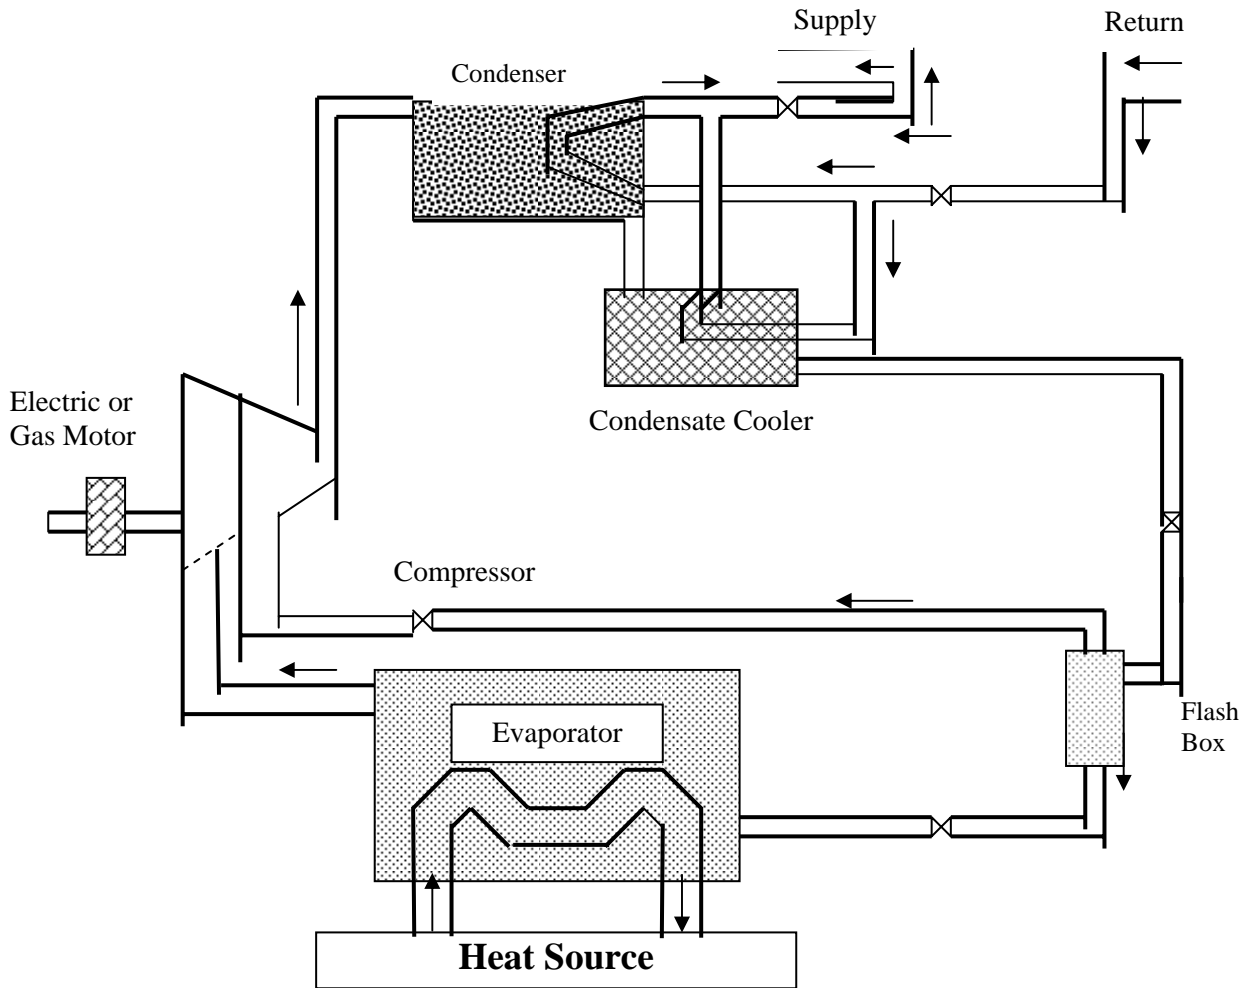 Supply
Return
Condenser
Electric or
Gas Motor
Condensate Cooler
Compressor
Flash
Box
Evaporator
Heat Source